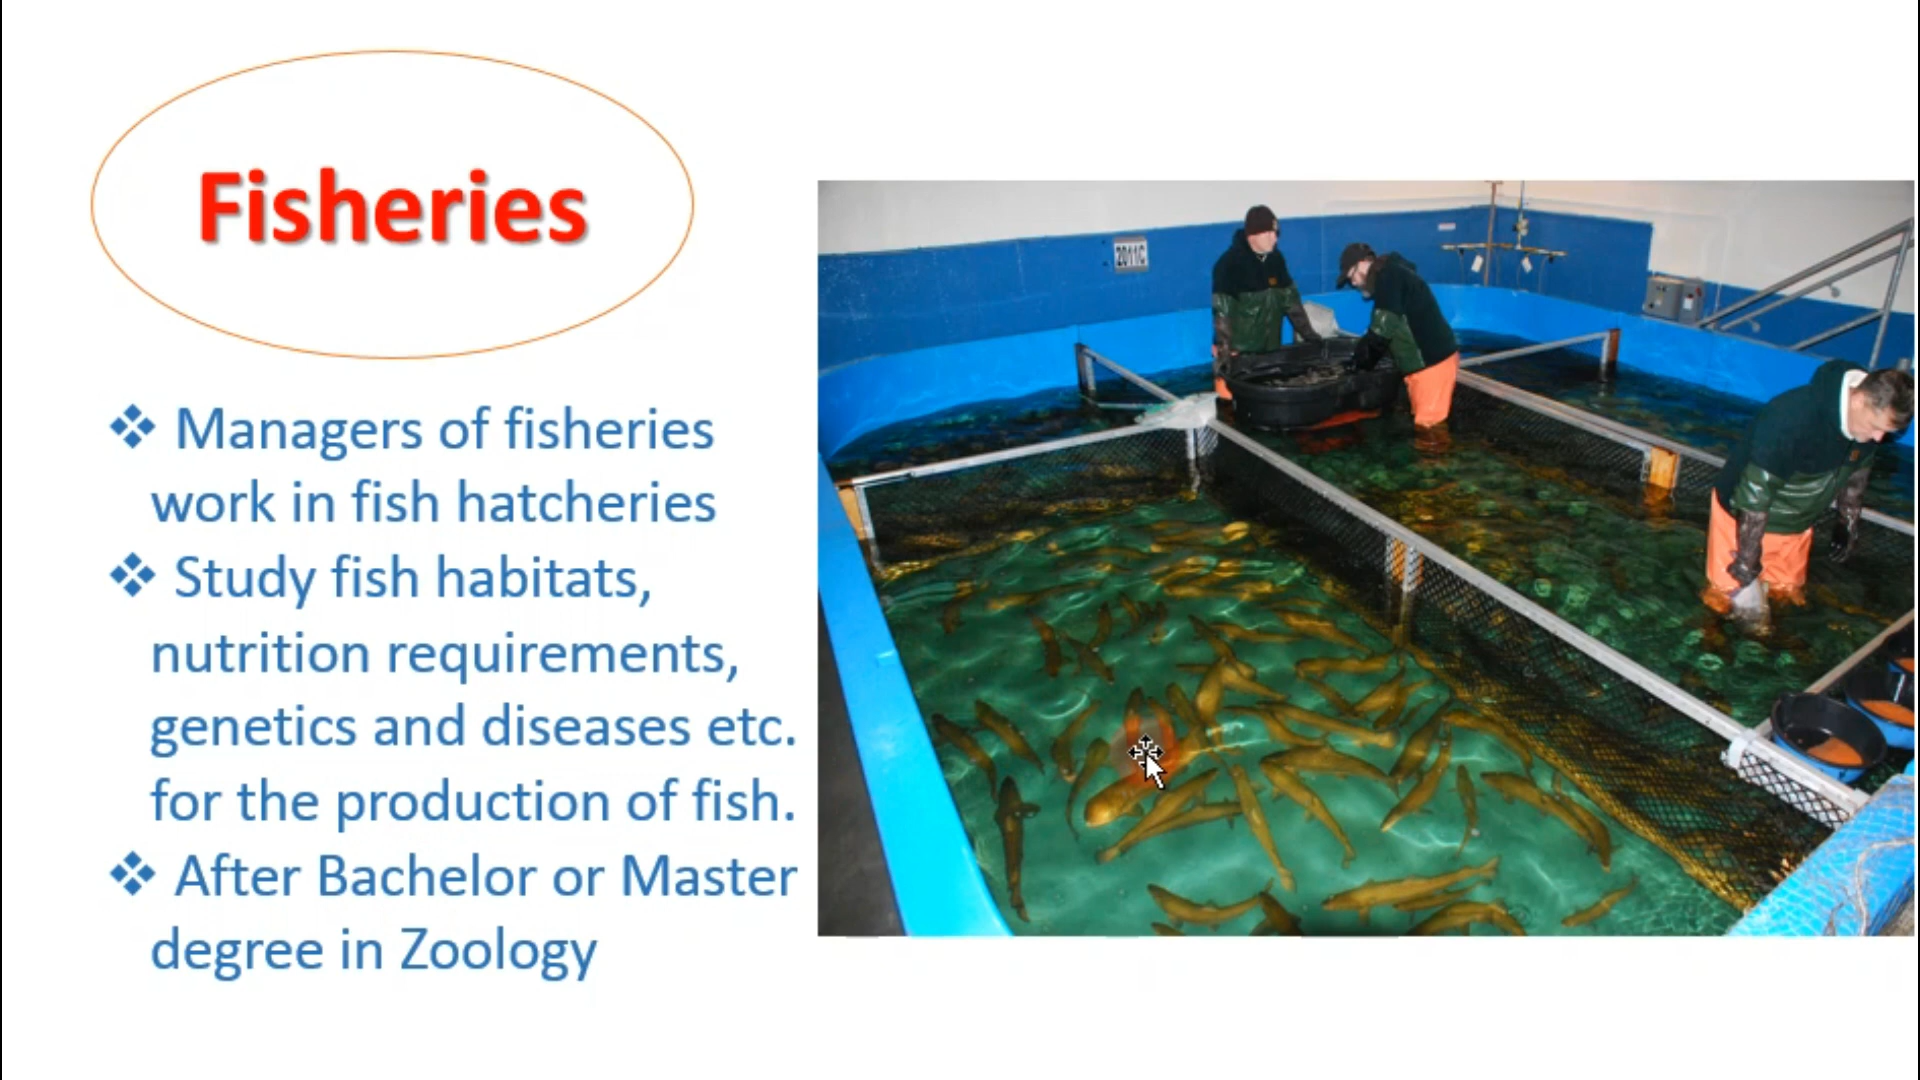 Fisheries
❖ Managers of fisheries
work in fish hatcheries
❖ Study fish habitats,
nutrition requirements,
genetics and diseases etc.
for the production of fish.
❖ After Bachelor or Master
degree in Zoology
2011C